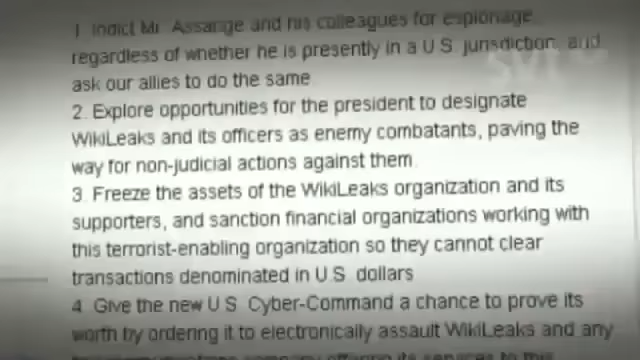 1. Indict Mr. Assange and his colleagues for espionage,
regardless of whether he is presently in a U.S. jurisdiction, and
ask our allies to do the same
2. Explore opportunities for the president to designate
WikiLeaks and its officers as enemy combatants, paving the
way for non-judicial actions against them.
3. Freeze the assets of the WikiLeaks organization and its
supporters, and sanction financial organizations working with
this terrorist-enabling organization so they cannot clear
transactions denominated in U.S. dollars
4. Give the new U.S. Cyber-Command a chance to prove its
worth by ordering it to electronically assault WikiLeaks and any